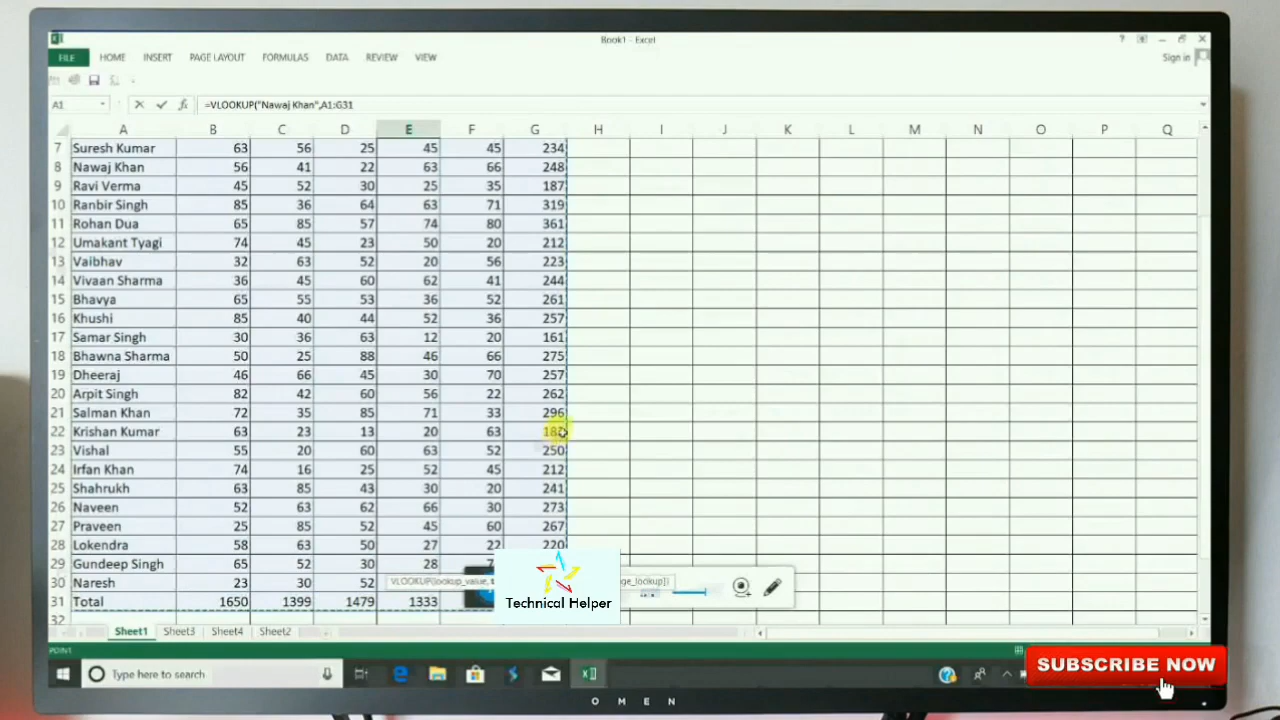 Book1 - Excel
FILE HOME INSERT PAGE LAYOUT FORMULAS DATA REVIEW VIEW
Sign in
A1 =VLOOKUP("Nawaj Khan",A1:G31
A B C D E F G H I J K L M N O P Q
7 Suresh Kumar 63 56 25 45 45 234
8 Nawaj Khan 56 41 22 63 66 248
9 Ravi Verma 45 52 30 25 35 187
10 Ranbir Singh 85 36 64 63 71 319
11 Rohan Dua 65 85 57 74 80 361
12 Umakant Tyagi 74 45 23 50 20 212
13 Vaibhav 32 63 52 20 56 223
14 Vivaan Sharma 36 45 60 62 41 244
15 Bhavya 65 55 53 36 52 261
16 Khushi 85 40 44 52 36 257
17 Samar Singh 30 36 63 12 20 161
18 Bhawna Sharma 50 25 88 46 66 275
19 Dheeraj 46 66 45 30 70 257
20 Arpit Singh 82 42 60 56 22 262
21 Salman Khan 72 35 85 71 33 296
22 Krishan Kumar 63 23 13 20 63
23 Vishal 55 20 60 63 52 250
24 Irfan Khan 74 16 25 52 45 212
25 Shahrukh 63 85 43 30 20 241
26 Naveen 52 63 62 66 30 273
27 Praveen 25 85 52 45 60 267
28 Lokendra 58 63 50 27 22 220
29 Gundeep Singh 65 52 30 28
30 Naresh 23 30 52
VLOOKUP(lookup_value,
31 Total 1650 1399 1479 1333
32
Technical Helper
Sheet1 Sheet3 Sheet4 Sheet2
POINT
SUBSCRIBE NOW
Type here to search
OMEN